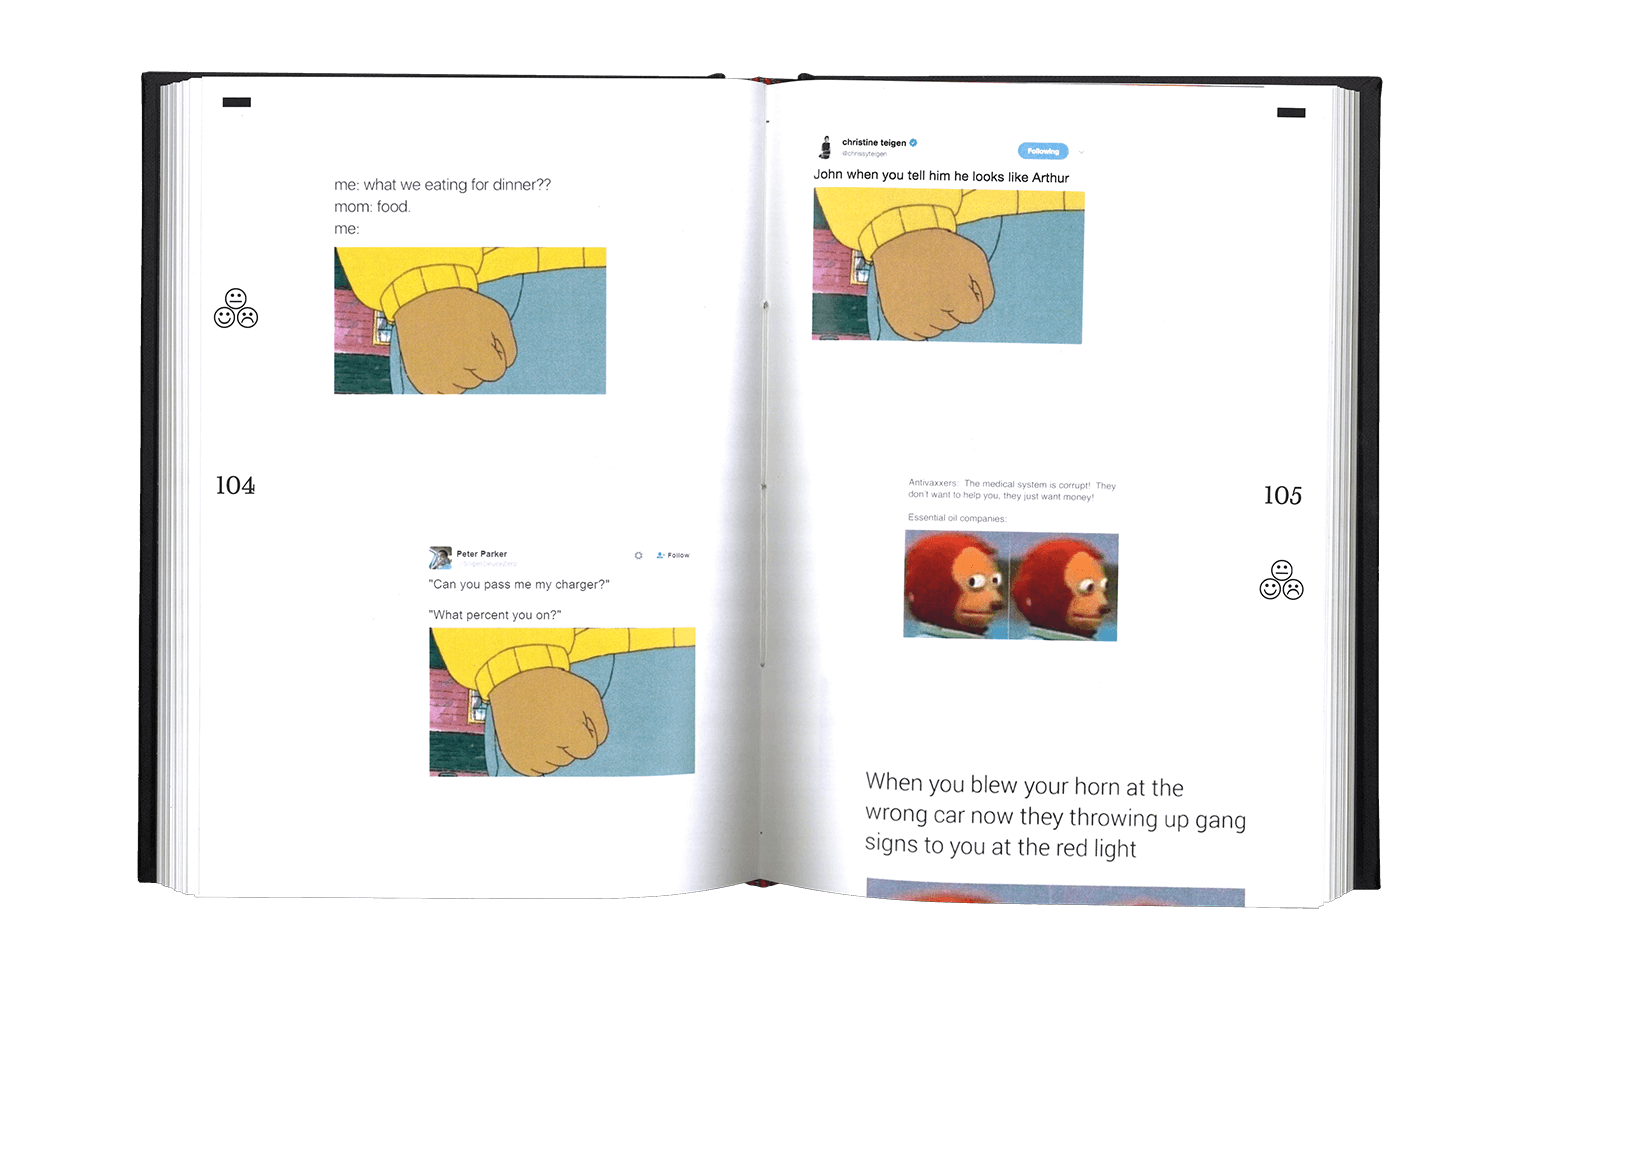 me: what we eating for dinner??
mom: food.
me:
104
Peter Parker
Follow
"Can you pass me my charger?"
"What percent you on?"
christine teigen
@chrissyteigen
Following
John when you tell him he looks like Arthur
Antivaxxers: The medical system is corrupt! They
don't want to help you, they just want money!
Essential oil companies:
105
When you blew your horn at the
wrong car now they throwing up gang
signs to you at the red light